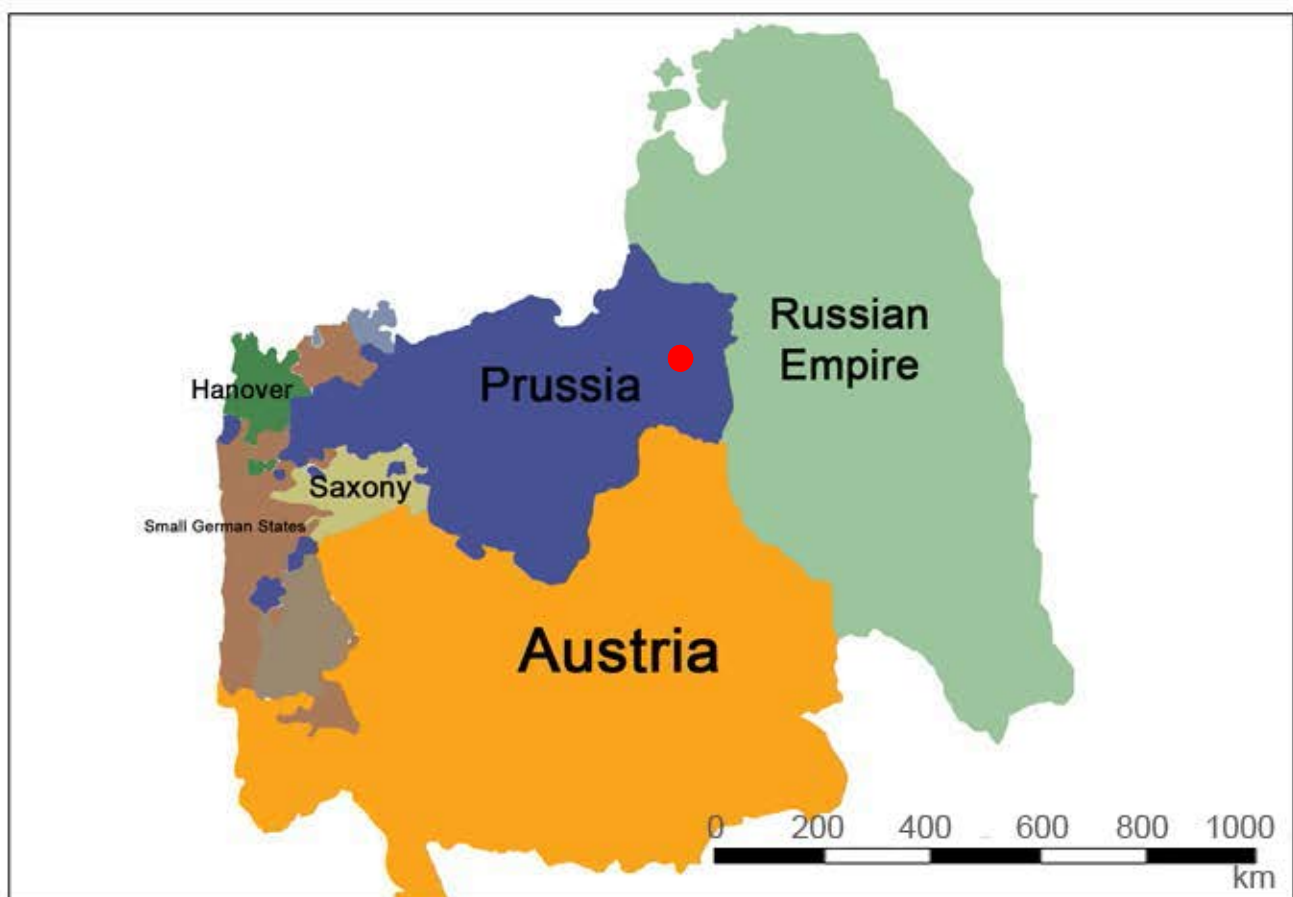 Russian
Empire
Prussia
Hanover
Saxony
Small German States
Austria
0 200 400 600 800 1000
km